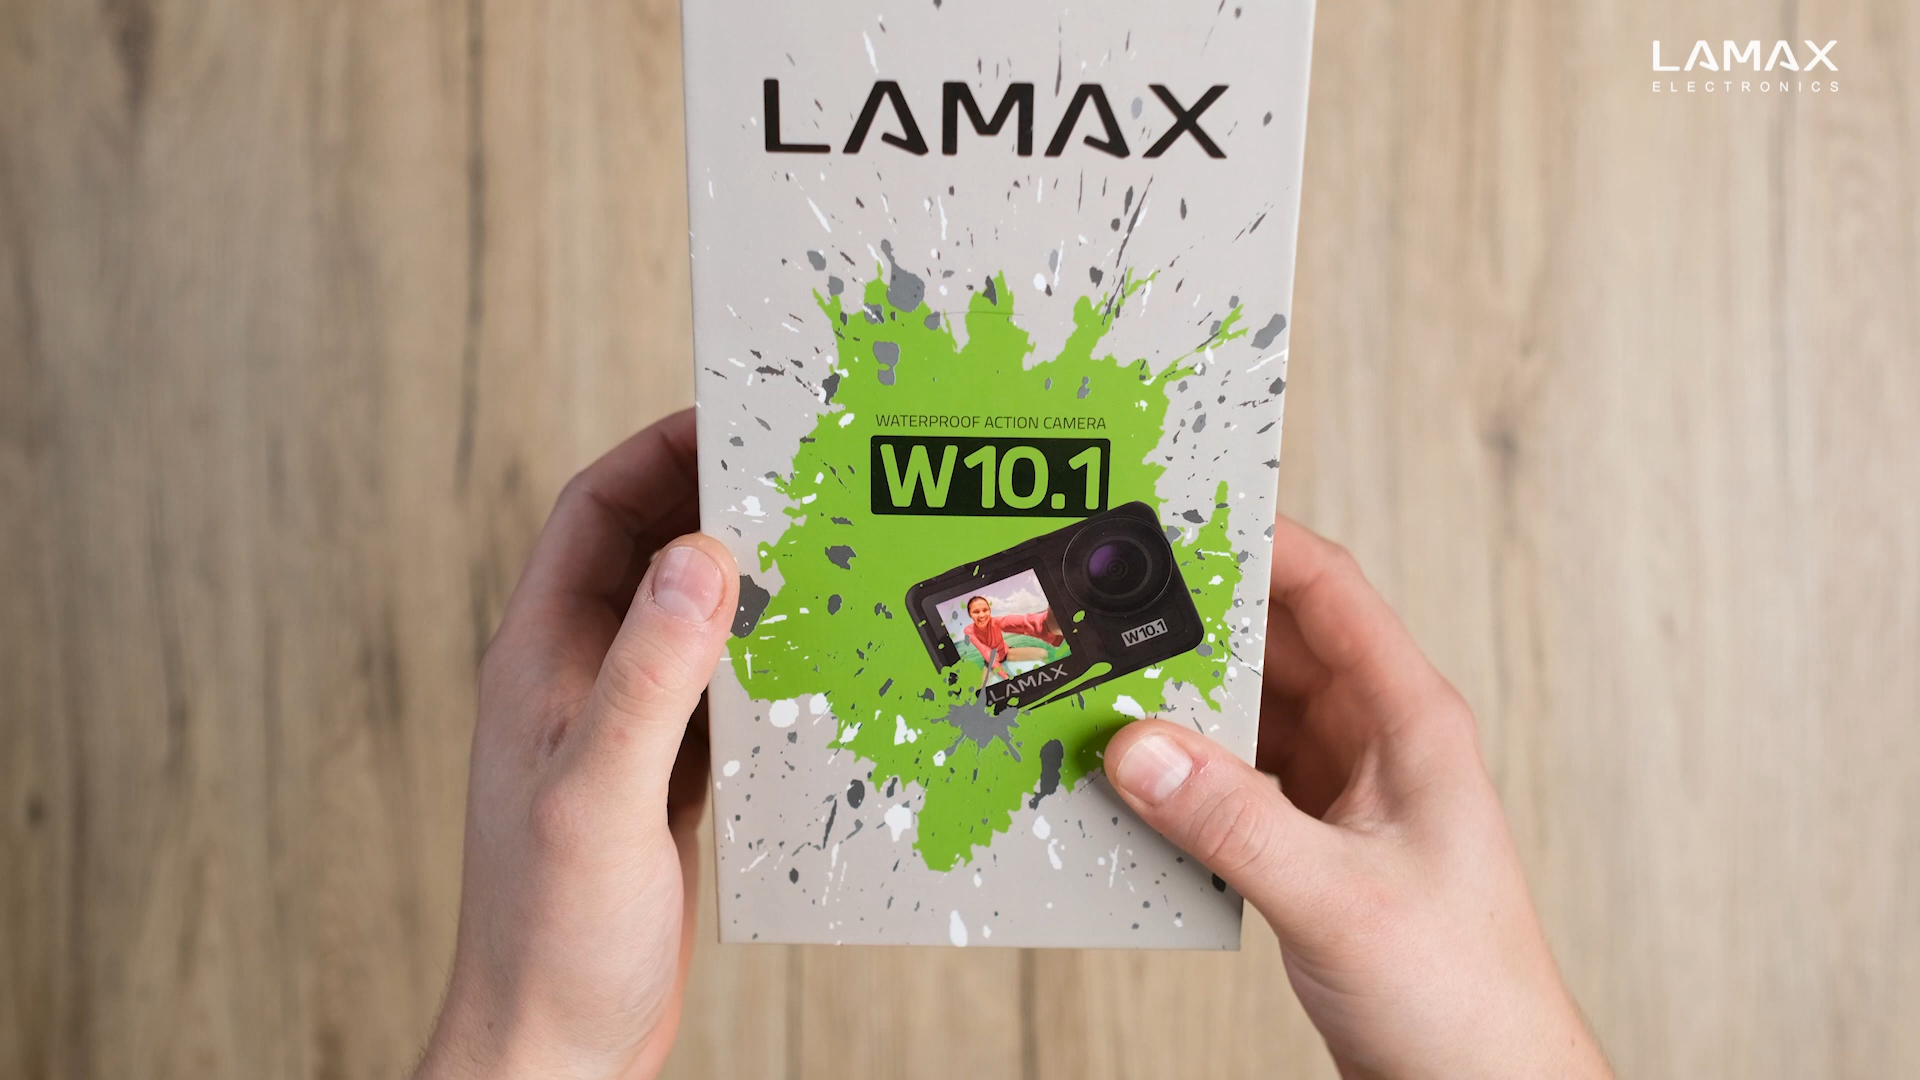 LAMAX
ELECTRONICS
LAMAX
WATERPROOF ACTION CAMERA
W10.1
W10.1
LAMAX